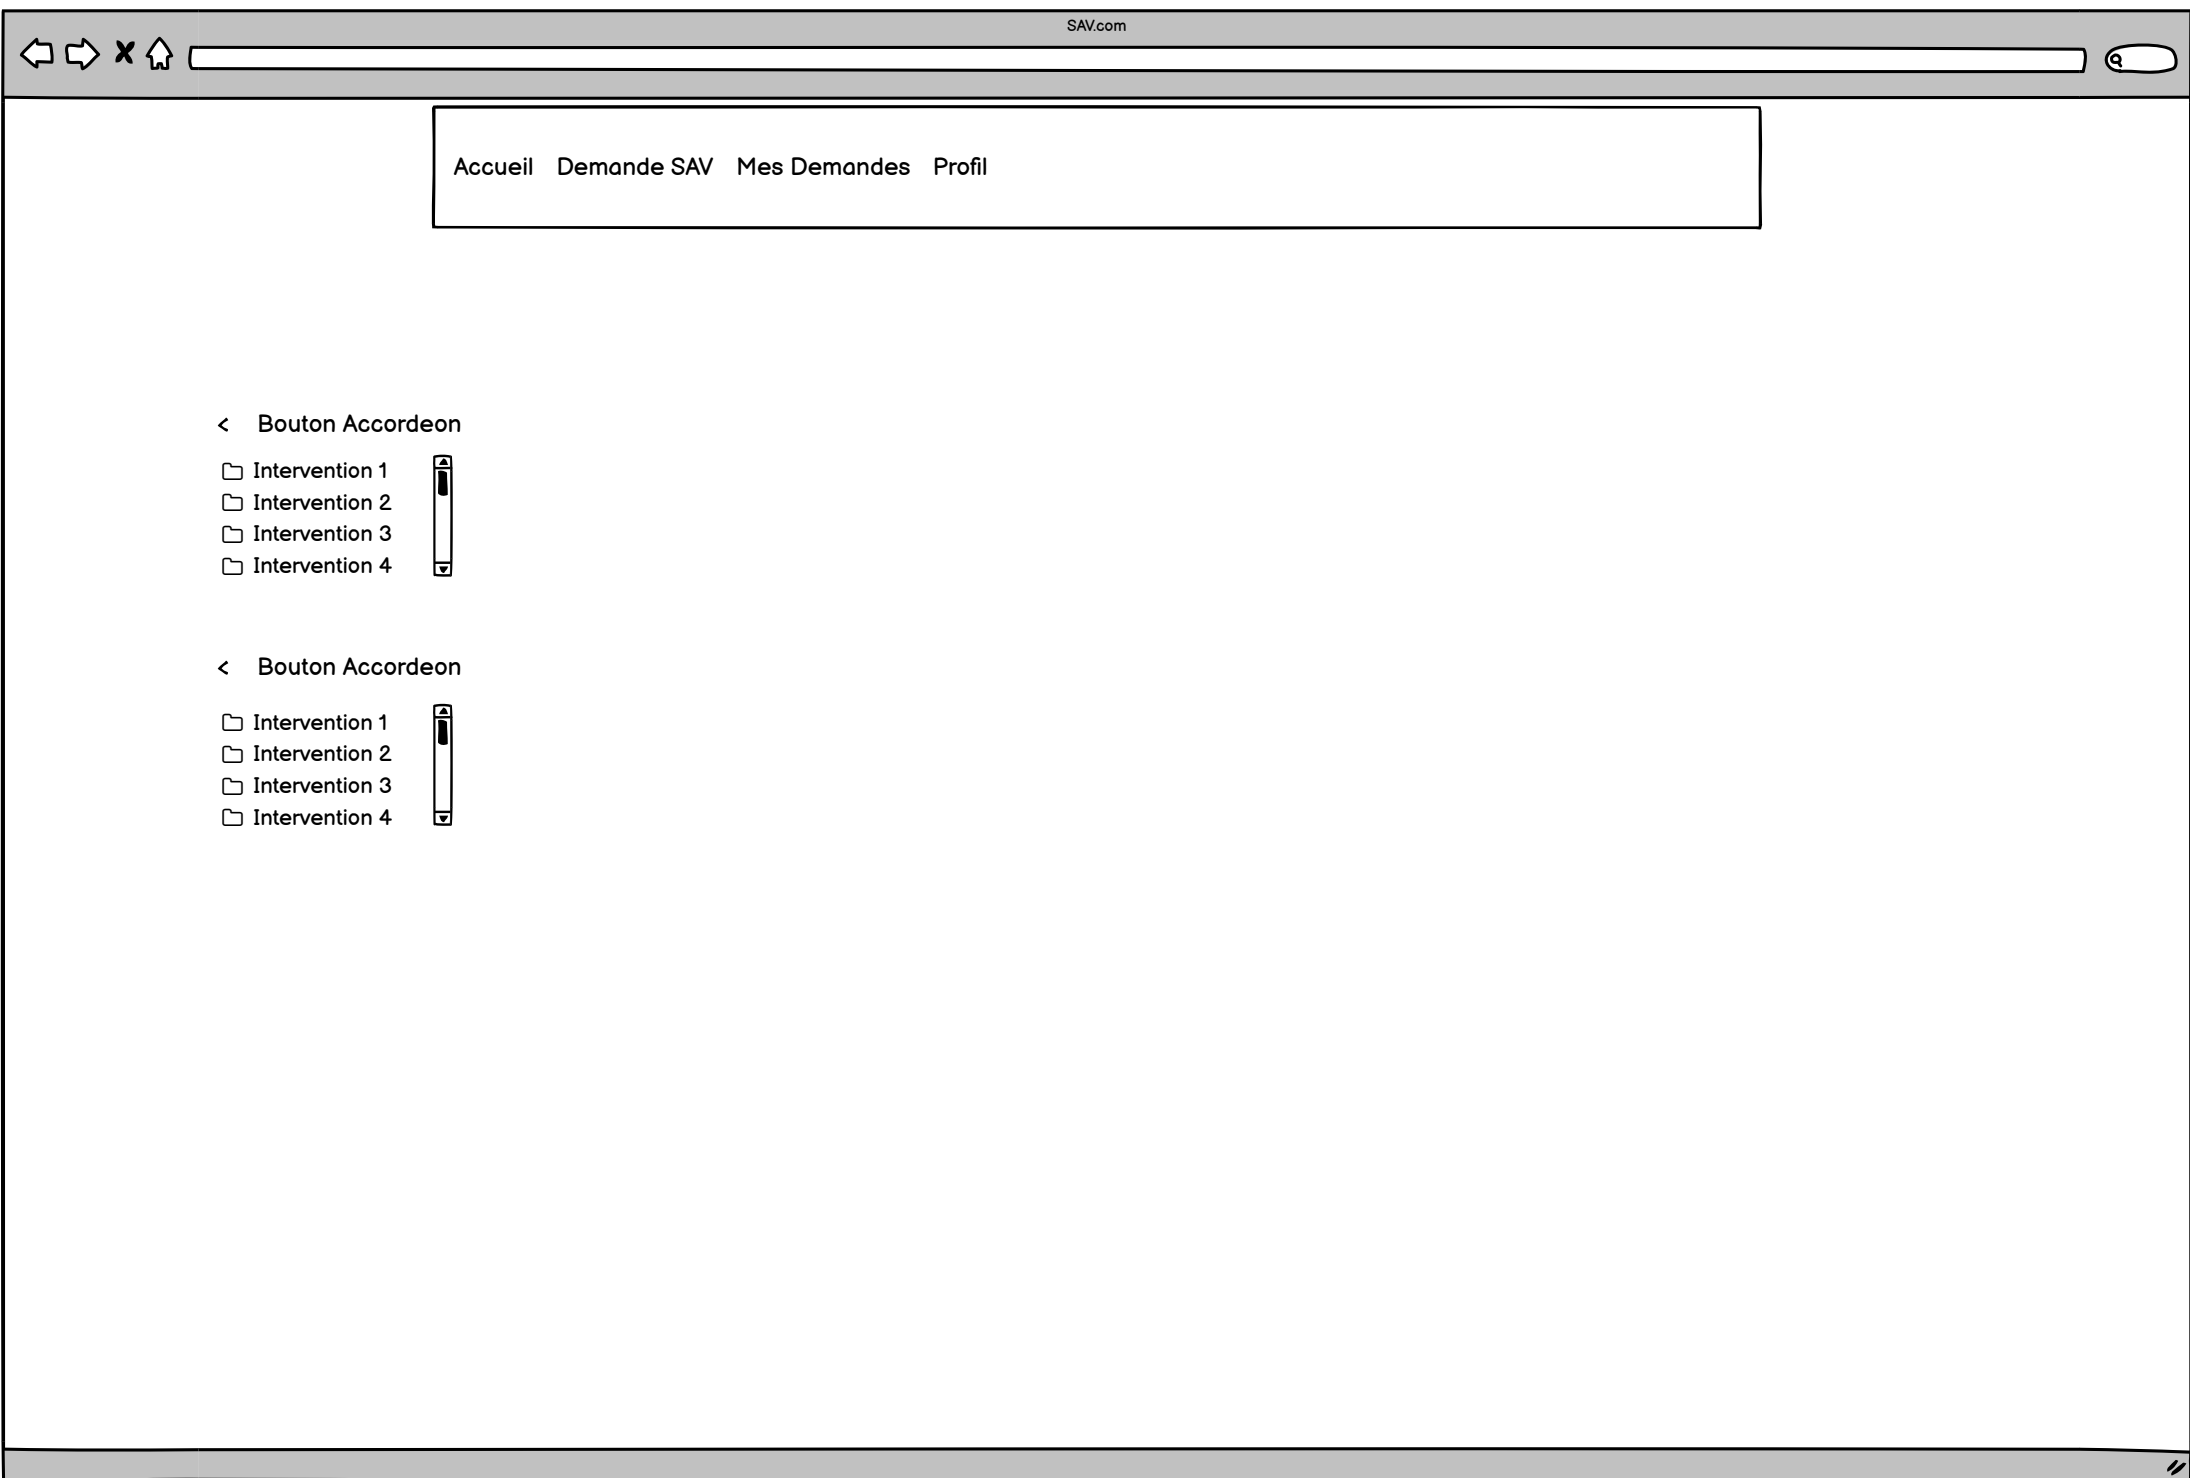 SAV.com
Accueil Demande SAV Mes Demandes Profil
< Bouton Accordeon
Intervention 1
Intervention 2
Intervention 3
Intervention 4
< Bouton Accordeon
Intervention 1
Intervention 2
Intervention 3
Intervention 4